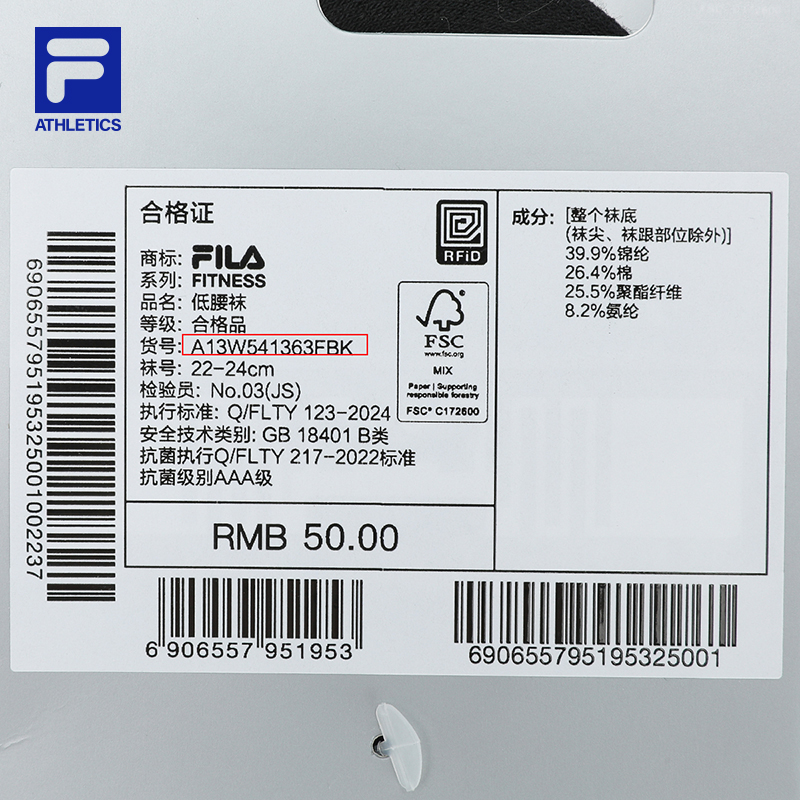 F
ATHLETICS
合格证
商标: FILA
系列: FITNESS
品名: 低腰袜
等级: 合格品
货号: A13W541363FBK
袜号: 22-24cm
检验员: No.03(JS)
执行标准: Q/FLTY 123-2024
安全技术类别: GB 18401 B类
抗菌执行Q/FLTY 217-2022标准
抗菌级别AAA级
RFiD
FSC
www.fsc.org
MIX
Paper | Supporting
responsible forestry
FSC® C172600
成分: [整个袜底
(袜尖、袜跟部位除外)]
39.9%锦纶
26.4%棉
25.5%聚酯纤维
8.2%氨纶
RMB 50.00
690655795195325001002237
6 906557 951953
690655795195325001